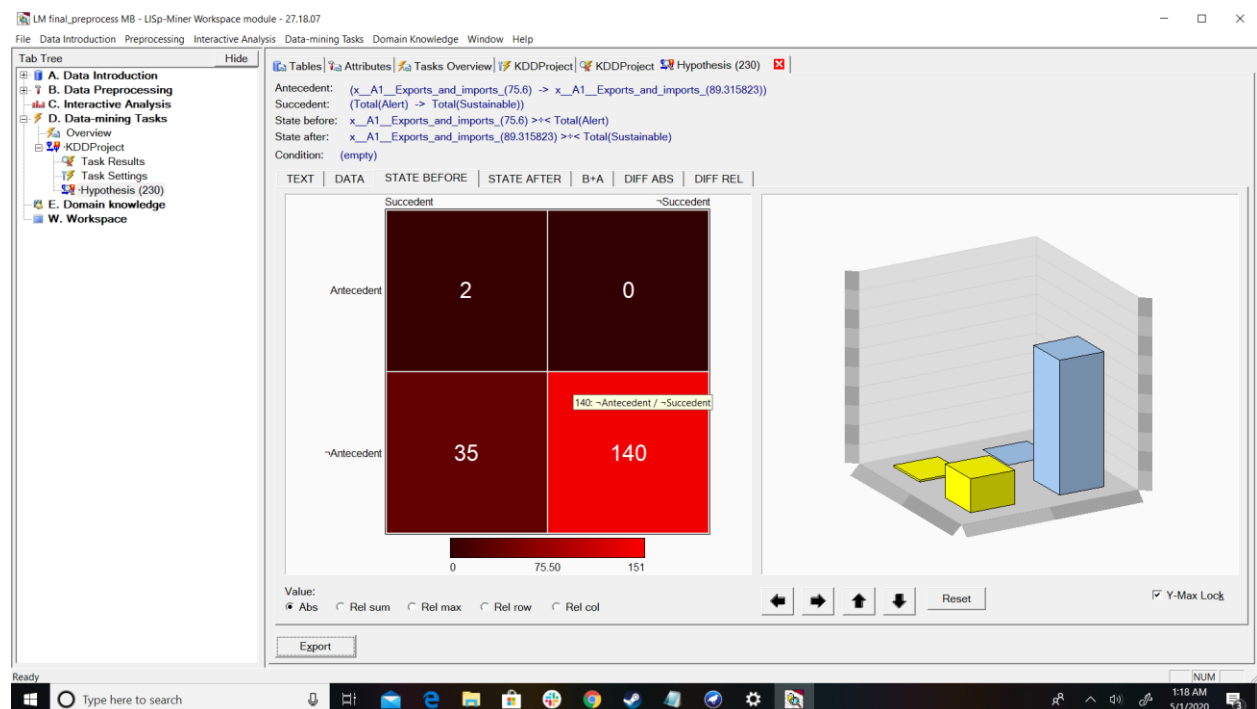 LM final_preprocess MB - LISp-Miner Workspace module - 27.18.07
File Data Introduction Preprocessing Interactive Analysis Data-mining Tasks Domain Knowledge Window Help
Tab Tree Hide
A. Data Introduction
B. Data Preprocessing
C. Interactive Analysis
D. Data-mining Tasks
Overview
KDDProject
Task Results
Task Settings
Hypothesis (230)
E. Domain knowledge
W. Workspace
Tables Attributes Tasks Overview KDDProject KDDProject Hypothesis (230)
Antecedent: (x__A1__Exports_and_imports_(75.6) -> x__A1__Exports_and_imports_(89.315823))
Succedent: (Total(Alert) -> Total(Sustainable)
State before: x__A1__Exports_and_imports_(75.6) >÷< Total(Alert)
State after: x__A1__Exports_and_imports_(89.315823) >÷< Total(Sustainable)
Condition: (empty)
TEXT DATA STATE BEFORE STATE AFTER B+A DIFF ABS DIFF REL
Succedent ¬Succedent
Antecedent 2 0
140: ¬Antecedent / ¬Succedent
¬Antecedent 35 140
0 75.50 151
Value:
Abs Rel sum Rel max Rel row Rel col
Reset
Y-Max Lock
Export
Ready
NUM
Type here to search
1:18 AM
5/1/2020
3